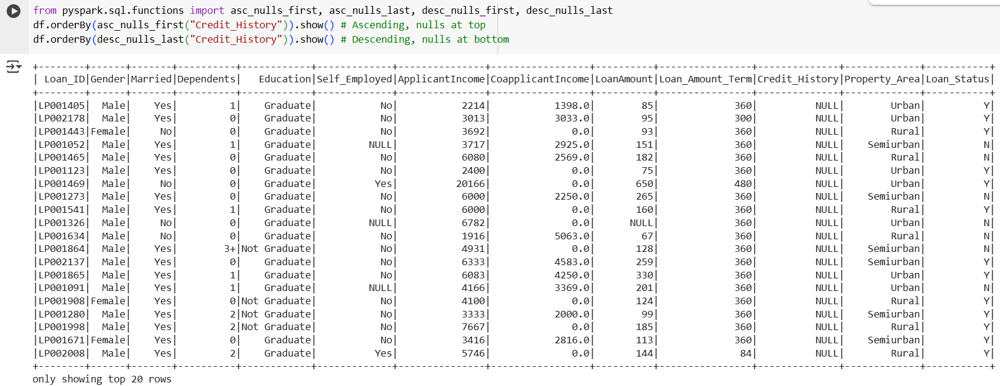 from pyspark.sql.functions import asc_nulls_first, asc_nulls_last, desc_nulls_first, desc_nulls_last
df.orderBy(asc_nulls_first("Credit_History")).show() # Ascending, nulls at top
df.orderBy(desc_nulls_last("Credit_History")).show() # Descending, nulls at bottom
+--------+------+-------+----------+------------+-------------+---------------+-----------------+----------+----------------+--------------+-------------+-----------+
| Loan_ID|Gender|Married|Dependents|   Education|Self_Employed|ApplicantIncome|CoapplicantIncome|LoanAmount|Loan_Amount_Term|Credit_History|Property_Area|Loan_Status|
+--------+------+-------+----------+------------+-------------+---------------+-----------------+----------+----------------+--------------+-------------+-----------+
|LP001405|  Male|    Yes|         1|    Graduate|           No|           2214|           1398.0|        85|             360|          NULL|        Urban|          Y|
|LP002178|  Male|    Yes|         0|    Graduate|           No|           3013|           3033.0|        95|             300|          NULL|        Urban|          Y|
|LP001443|Female|     No|         0|    Graduate|           No|           3692|              0.0|        93|             360|          NULL|        Rural|          Y|
|LP001052|  Male|    Yes|         1|    Graduate|         NULL|           3717|           2925.0|       151|             360|          NULL|    Semiurban|          N|
|LP001465|  Male|    Yes|         0|    Graduate|           No|           6080|           2569.0|       182|             360|          NULL|        Rural|          N|
|LP001123|  Male|    Yes|         0|    Graduate|           No|           2400|              0.0|        75|             360|          NULL|        Urban|          Y|
|LP001469|  Male|     No|         0|    Graduate|          Yes|          20166|              0.0|       650|             480|          NULL|        Urban|          Y|
|LP001273|  Male|    Yes|         0|    Graduate|           No|           6000|           2250.0|       265|             360|          NULL|    Semiurban|          N|
|LP001541|  Male|    Yes|         1|    Graduate|           No|           6000|              0.0|       160|             360|          NULL|        Rural|          Y|
|LP001326|  Male|     No|         0|    Graduate|         NULL|           6782|              0.0|      NULL|             360|          NULL|        Urban|          N|
|LP001634|  Male|     No|         0|    Graduate|           No|           1916|           5063.0|        67|             360|          NULL|        Rural|          N|
|LP001864|  Male|    Yes|        3+|Not Graduate|           No|           4931|              0.0|       128|             360|          NULL|    Semiurban|          N|
|LP002137|  Male|    Yes|         0|    Graduate|           No|           6333|           4583.0|       259|             360|          NULL|    Semiurban|          Y|
|LP001865|  Male|    Yes|         1|    Graduate|           No|           6083|           4250.0|       330|             360|          NULL|        Urban|          Y|
|LP001091|  Male|    Yes|         1|    Graduate|         NULL|           4166|           3369.0|       201|             360|          NULL|        Urban|          N|
|LP001908|Female|    Yes|         0|Not Graduate|           No|           4100|              0.0|       124|             360|          NULL|        Rural|          Y|
|LP001280|  Male|    Yes|         2|Not Graduate|           No|           3333|           2000.0|        99|             360|          NULL|    Semiurban|          Y|
|LP001998|  Male|    Yes|         2|Not Graduate|           No|           7667|              0.0|       185|             360|          NULL|        Rural|          Y|
|LP001671|Female|    Yes|         0|    Graduate|           No|           3416|           2816.0|       113|             360|          NULL|    Semiurban|          Y|
|LP002008|  Male|    Yes|         2|    Graduate|          Yes|           5746|              0.0|       144|              84|          NULL|        Rural|          Y|
+--------+------+-------+----------+------------+-------------+---------------+-----------------+----------+----------------+--------------+-------------+-----------+
only showing top 20 rows